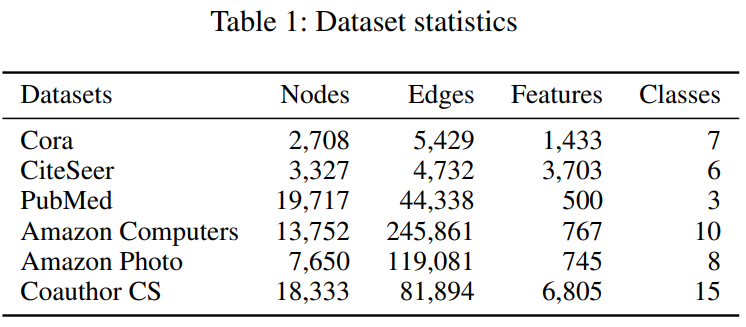 Table 1: Dataset statistics
Datasets Nodes Edges Features Classes
Cora 2,708 5,429 1,433 7
CiteSeer 3,327 4,732 3,703 6
PubMed 19,717 44,338 500 3
Amazon Computers 13,752 245,861 767 10
Amazon Photo 7,650 119,081 745 8
Coauthor CS 18,333 81,894 6,805 15